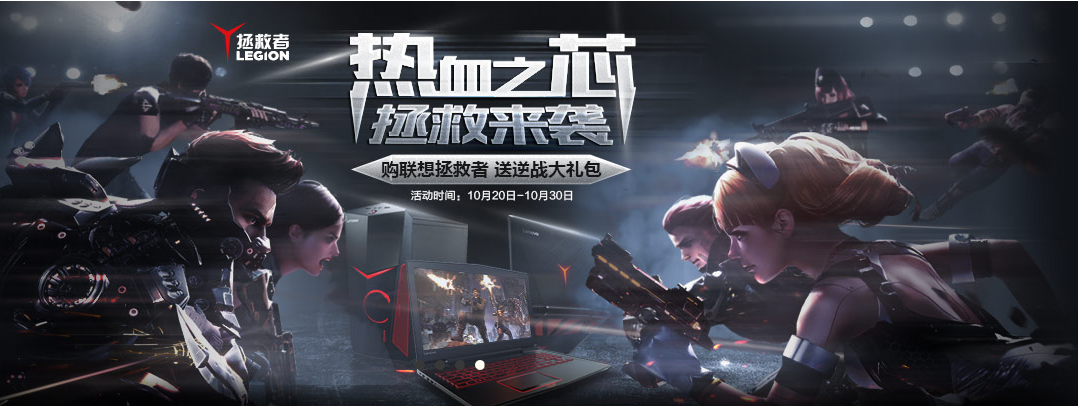 拯救者
LEGION
热血之芯
拯救来袭
购联想拯救者 送逆战大礼包
活动时间：10月20日-10月30日